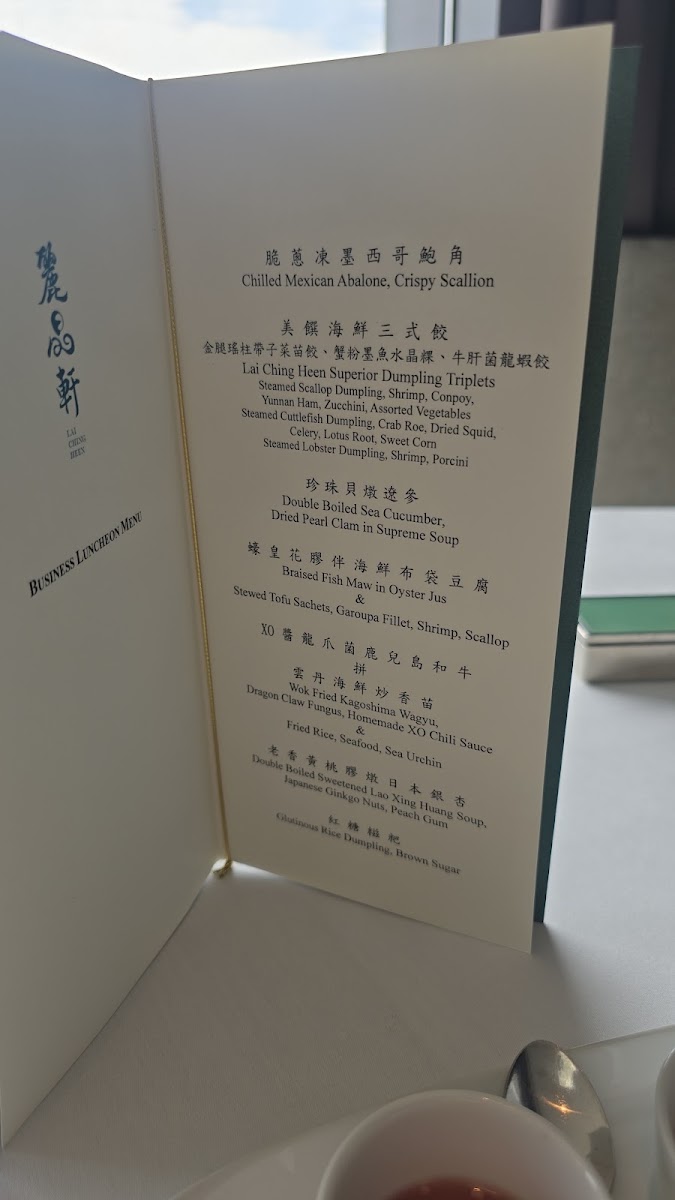 麗晶軒
LAI
CHING
HEEN
BUSINESS LUNCHEON MENU
脆蔥凍墨西哥鮑角
Chilled Mexican Abalone, Crispy Scallion
美饌海鮮三式餃
金腿瑤柱帶子菜苗餃、蟹粉墨魚水晶粿、牛肝菌龍蝦餃
Lai Ching Heen Superior Dumpling Triplets
Steamed Scallop Dumpling, Shrimp, Conpoy,
Yunnan Ham, Zucchini, Assorted Vegetables
Steamed Cuttlefish Dumpling, Crab Roe, Dried Squid,
Celery, Lotus Root, Sweet Corn
Steamed Lobster Dumpling, Shrimp, Porcini
珍珠貝燉遼參
Double Boiled Sea Cucumber,
Dried Pearl Clam in Supreme Soup
蠔皇花膠伴海鮮布袋豆腐
Braised Fish Maw in Oyster Jus
&
Stewed Tofu Sachets, Garoupa Fillet, Shrimp, Scallop
XO醬龍爪菌鹿兒島和牛
拼
雲丹海鮮炒香苗
Wok Fried Kagoshima Wagyu,
Dragon Claw Fungus, Homemade XO Chili Sauce
&
Fried Rice, Seafood, Sea Urchin
老香黃桃膠燉日本銀杏
Double Boiled Sweetened Lao Xing Huang Soup,
Japanese Ginkgo Nuts, Peach Gum
紅糖糍粑
Glutinous Rice Dumpling, Brown Sugar